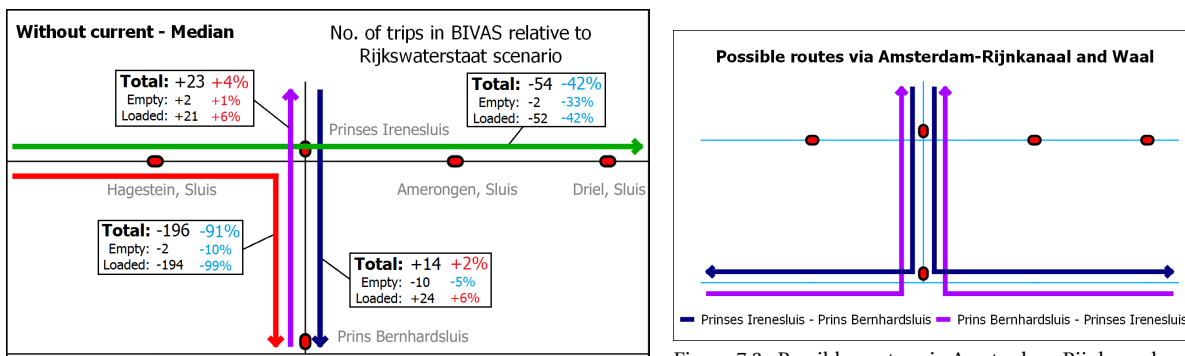 Without current - Median
No. of trips in BIVAS relative to
Rijkswaterstaat scenario
Total: +23 +4%
Empty: +2 +1%
Loaded: +21 +6%
Total: -54 -42%
Empty: -2 -33%
Loaded: -52 -42%
Prinses Irenesluis
Hagestein, Sluis
Amerongen, Sluis
Driel, Sluis
Total: -196 -91%
Empty: -2 -10%
Loaded: -194 -99%
Total: +14 +2%
Empty: -10 -5%
Loaded: +24 +6%
Prins Bernhardsluis
Possible routes via Amsterdam-Rijnkanaal and Waal
Prinses Irenesluis - Prins Bernhardsluis
Prins Bernhardsluis - Prinses Irenesluis